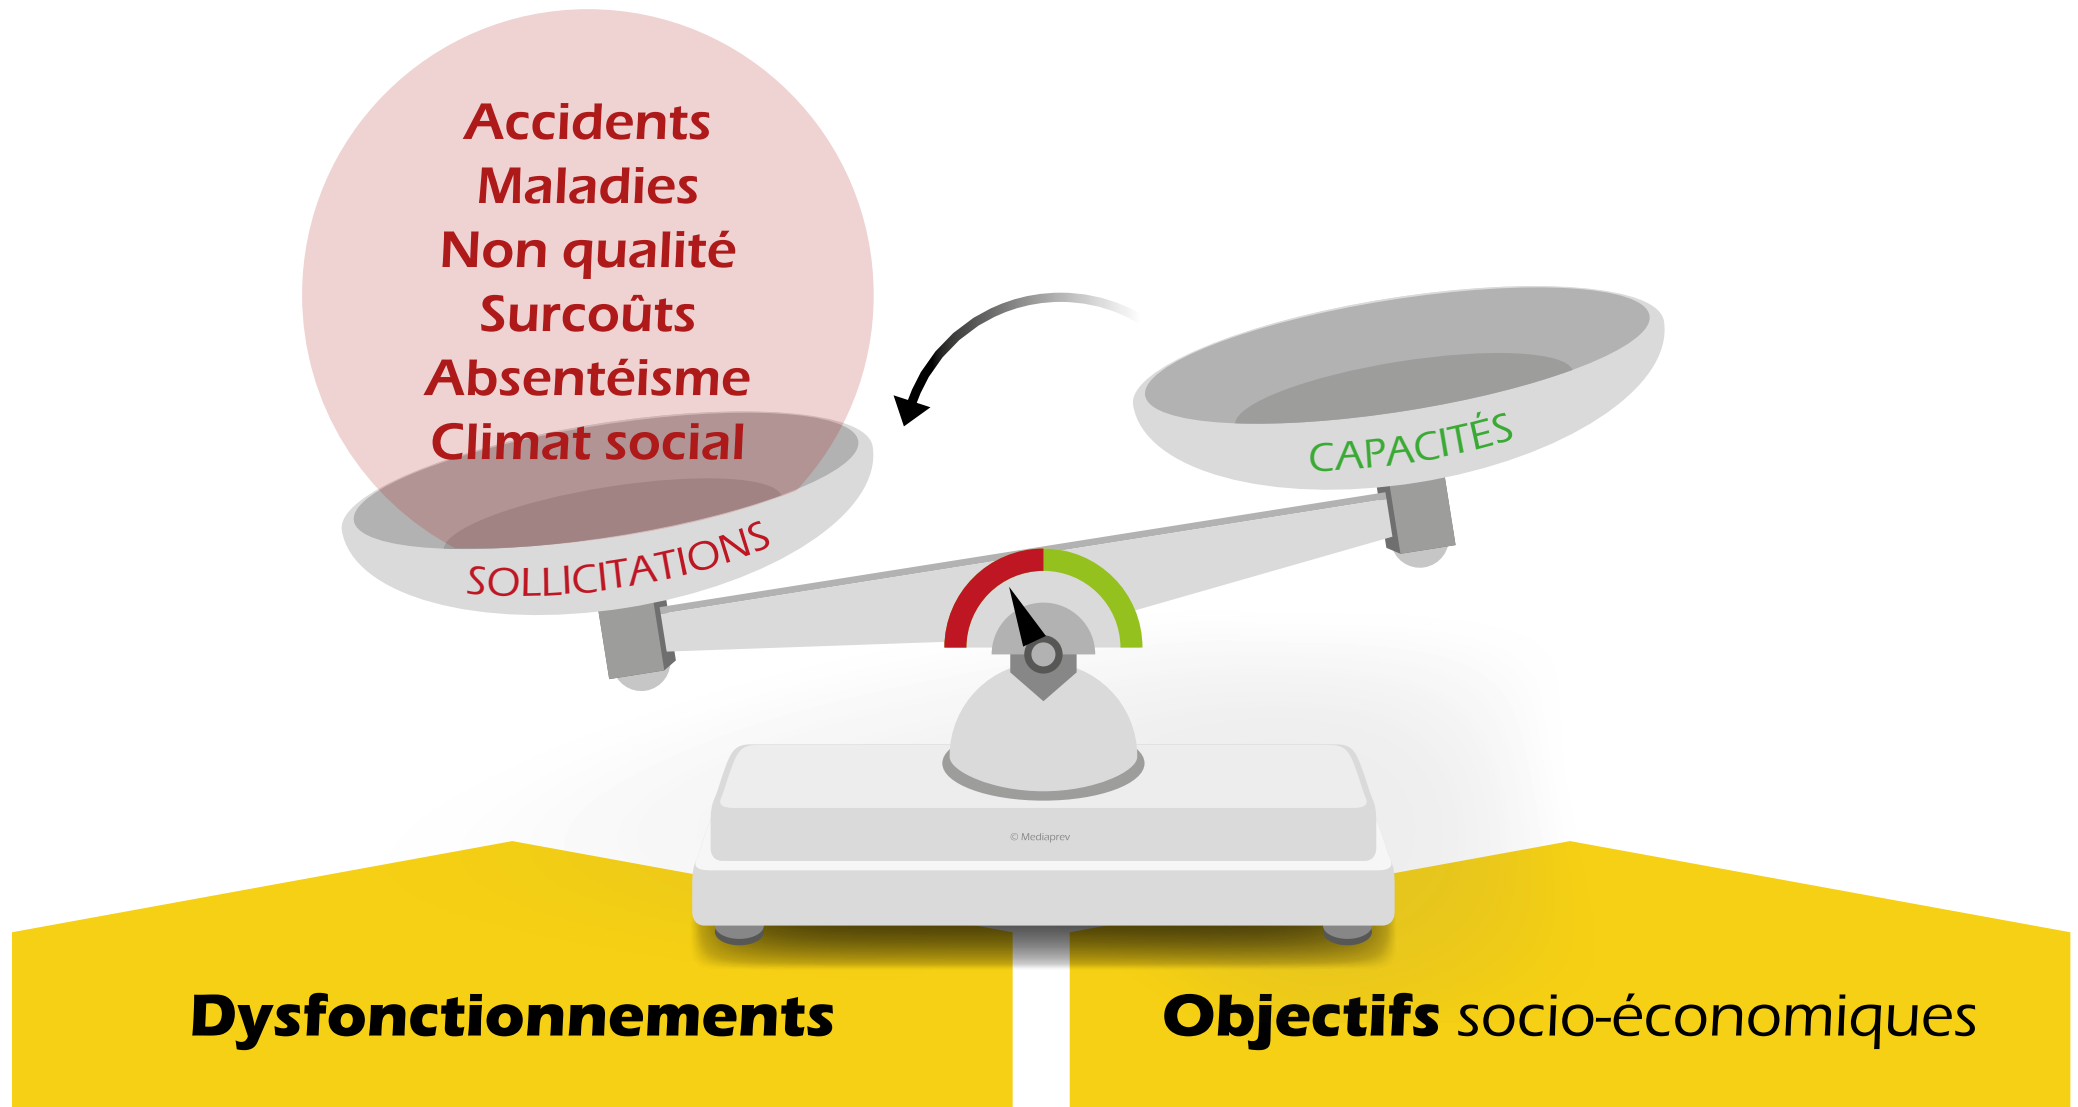 Accidents
Maladies
Non qualité
Surcoûts
Absentéisme
Climat social
SOLLICITATIONS
CAPACITÉS
© Mediaprev
Dysfonctionnements
Objectifs socio-économiques